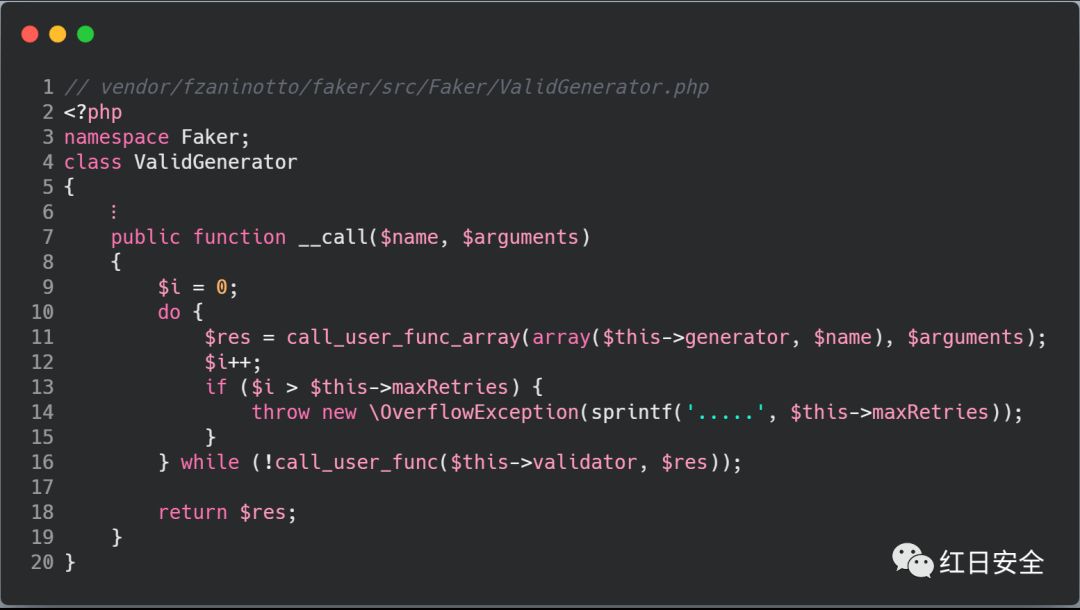 1 // vendor/fzaninotto/faker/src/Faker/ValidGenerator.php
2 <?php
3 namespace Faker;
4 class ValidGenerator
5 {
6     ⋮
7     public function __call($name, $arguments)
8     {
9         $i = 0;
10         do {
11             $res = call_user_func_array(array($this->generator, $name), $arguments);
12             $i++;
13             if ($i > $this->maxRetries) {
14                 throw new \OverflowException(sprintf('.....', $this->maxRetries));
15             }
16         } while (!call_user_func($this->validator, $res));
17
18         return $res;
19     }
20 }
红日安全